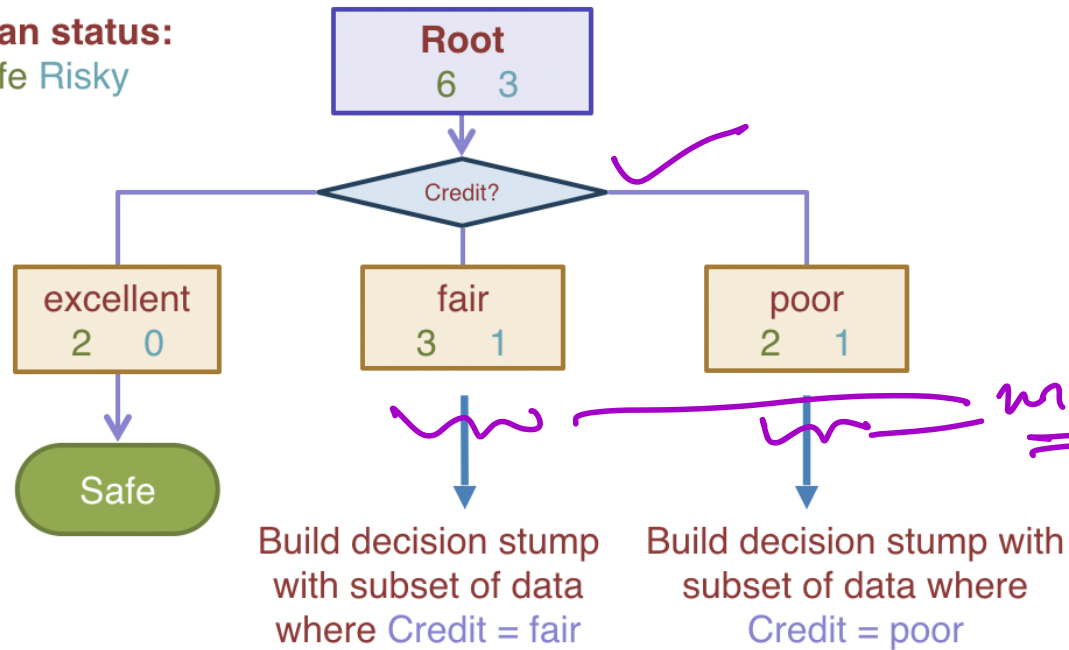 an status:
fe Risky
Root
6 3
Credit?
excellent
2 0
fair
3 1
poor
2 1
Safe
Build decision stump
with subset of data
where Credit = fair
Build decision stump with
subset of data where
Credit = poor